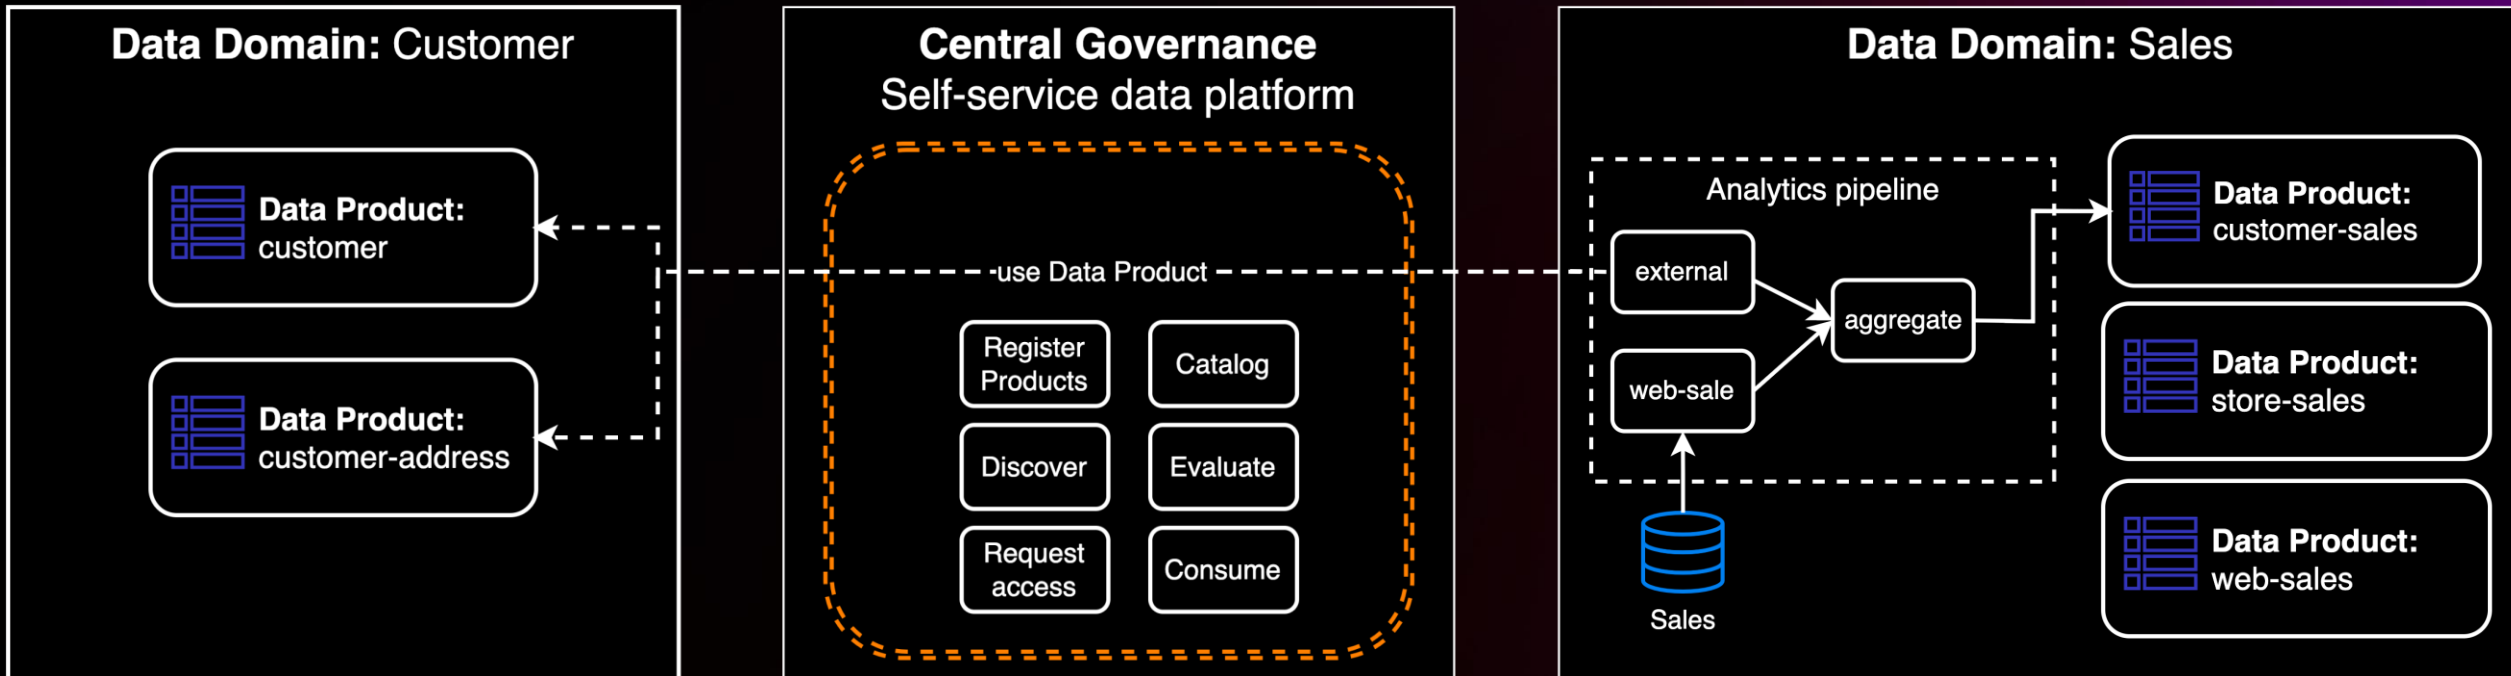 Data Domain: Customer
Data Product:
customer
Data Product:
customer-address
Central Governance
Self-service data platform
use Data Product
Register
Products
Catalog
Discover
Evaluate
Request
access
Consume
Data Domain: Sales
Analytics pipeline
external
web-sale
aggregate
Sales
Data Product:
customer-sales
Data Product:
store-sales
Data Product:
web-sales